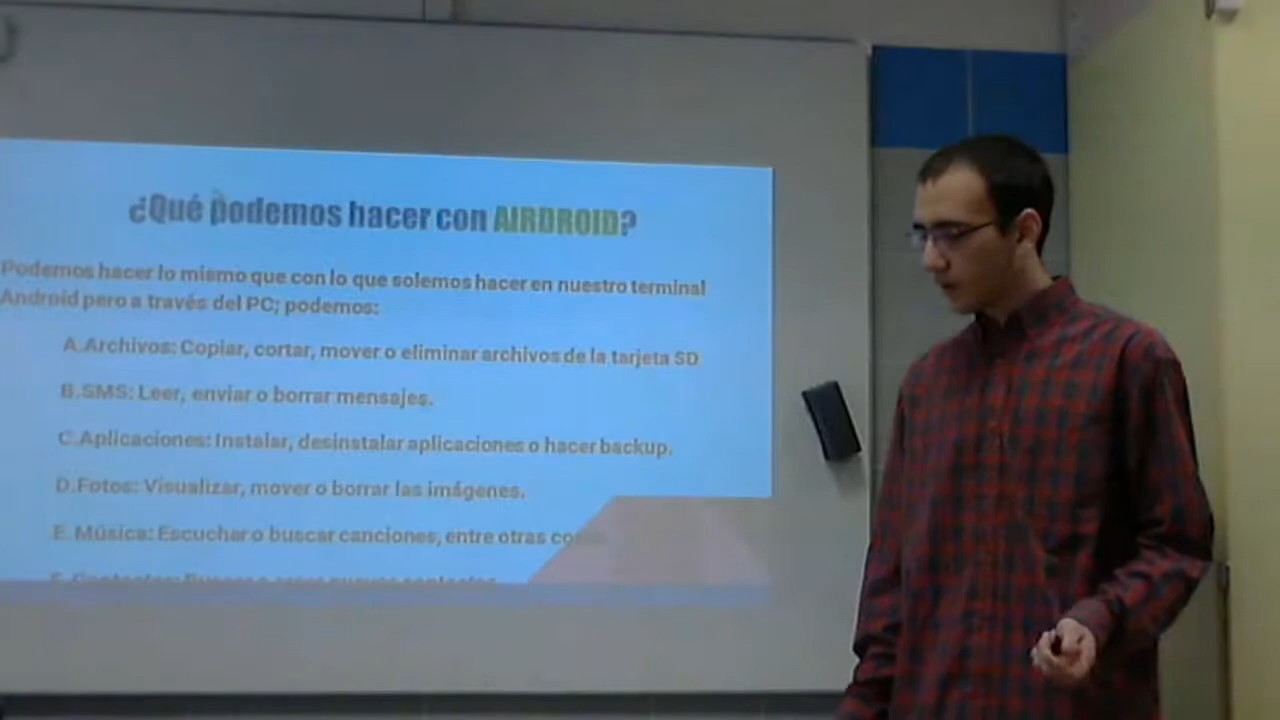 ¿Qué podemos hacer con AIRDROID?
Podemos hacer lo mismo que con lo que solemos hacer en nuestro terminal
Android pero a través del PC; podemos:
A.Archivos: Copiar, cortar, mover o eliminar archivos de la tarjeta SD
B.SMS: Leer, enviar o borrar mensajes.
C.Aplicaciones: Instalar, desinstalar aplicaciones o hacer backup.
D.Fotos: Visualizar, mover o borrar las imágenes.
E. Música: Escuchar o buscar canciones, entre otras